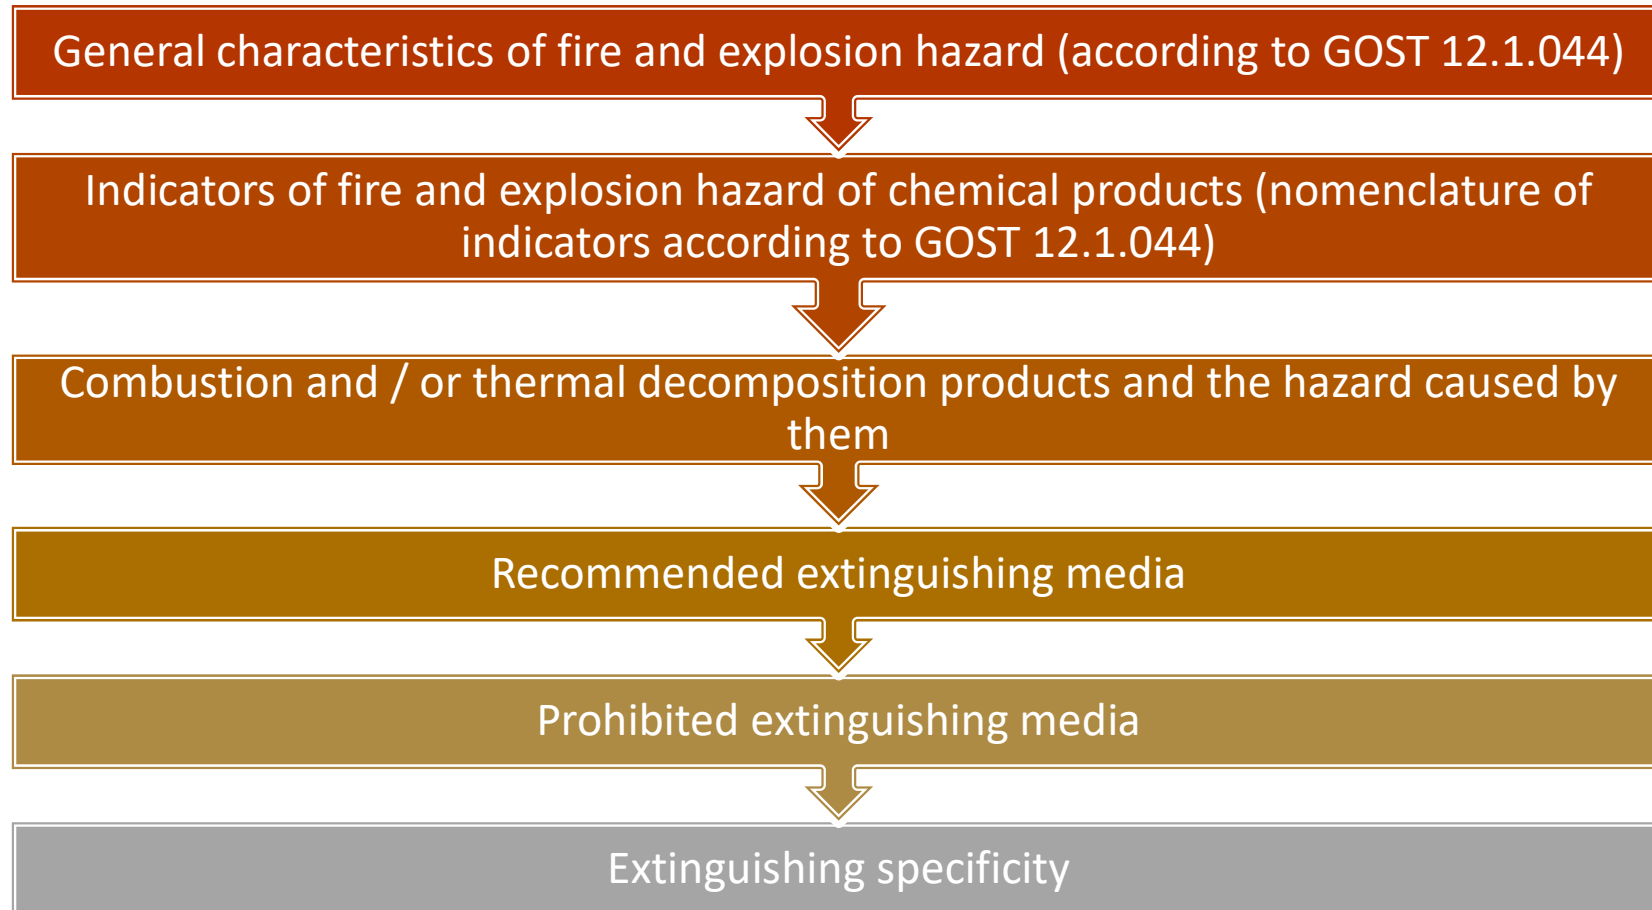 General characteristics of fire and explosion hazard (according to GOST 12.1.044)
Indicators of fire and explosion hazard of chemical products (nomenclature of
indicators according to GOST 12.1.044)
Combustion and / or thermal decomposition products and the hazard caused by
them
Recommended extinguishing media
Prohibited extinguishing media
Extinguishing specificity